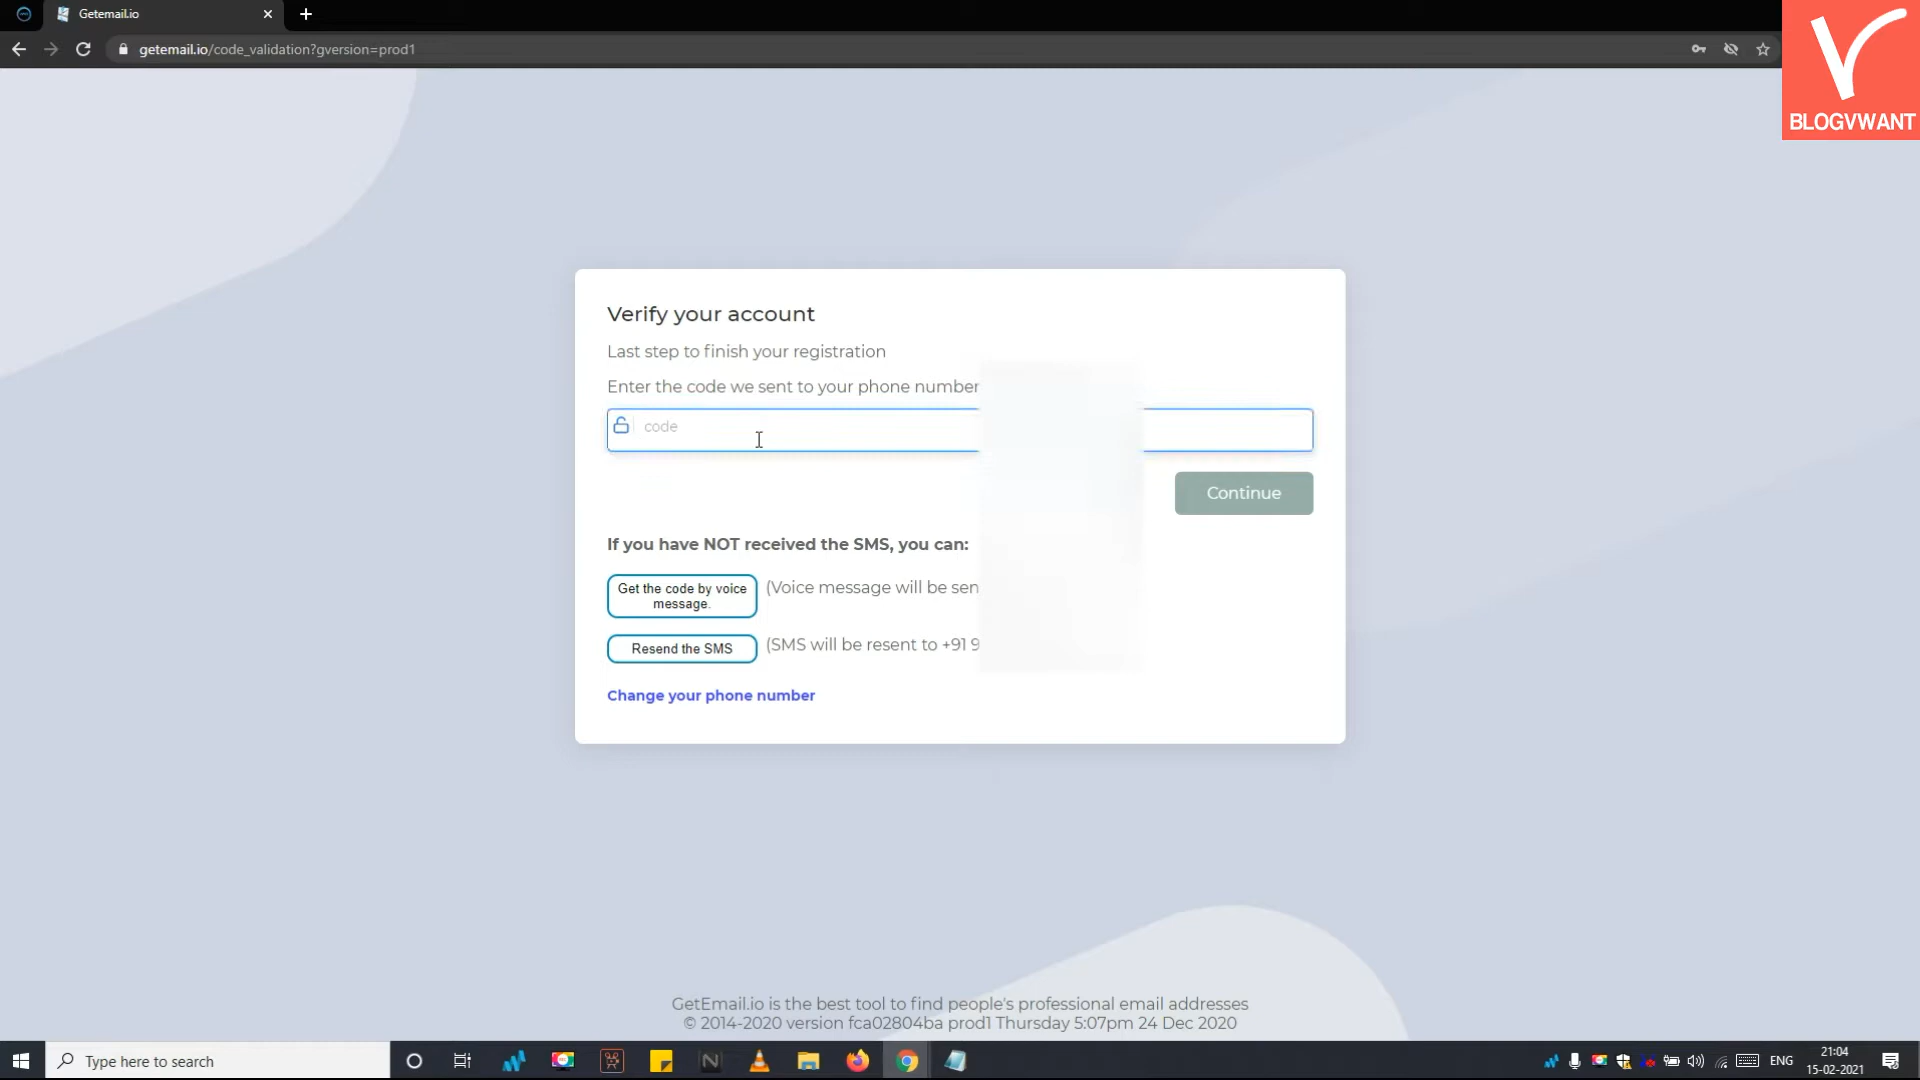 Getemail.io
getemail.io/code_validation?gversion=prod1
BLOGVWANT
Verify your account
Last step to finish your registration
Enter the code we sent to your phone number
code
Continue
If you have NOT received the SMS, you can:
Get the code by voice
message.
(Voice message will be sen
Resend the SMS
(SMS will be resent to +91 9
Change your phone number
GetEmail.io is the best tool to find people's professional email addresses
© 2014-2020 version fca02804ba prod1 Thursday 5:07pm 24 Dec 2020
Type here to search
ENG
21:04
15-02-2021